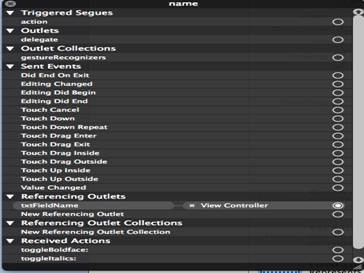 name
Triggered Segues
action
Outlets
delegate
Outlet Collections
gestureRecognizers
Sent Events
Did End On Exit
Editing Changed
Editing Did Begin
Editing Did End
Touch Cancel
Touch Down
Touch Down Repeat
Touch Drag Enter
Touch Drag Exit
Touch Drag Inside
Touch Drag Outside
Touch Up Inside
Touch Up Outside
Value Changed
Referencing Outlets
txtFieldName View Controller
New Referencing Outlet
Referencing Outlet Collections
New Referencing Outlet Collection
Received Actions
toggleBoldface:
toggleItalics: